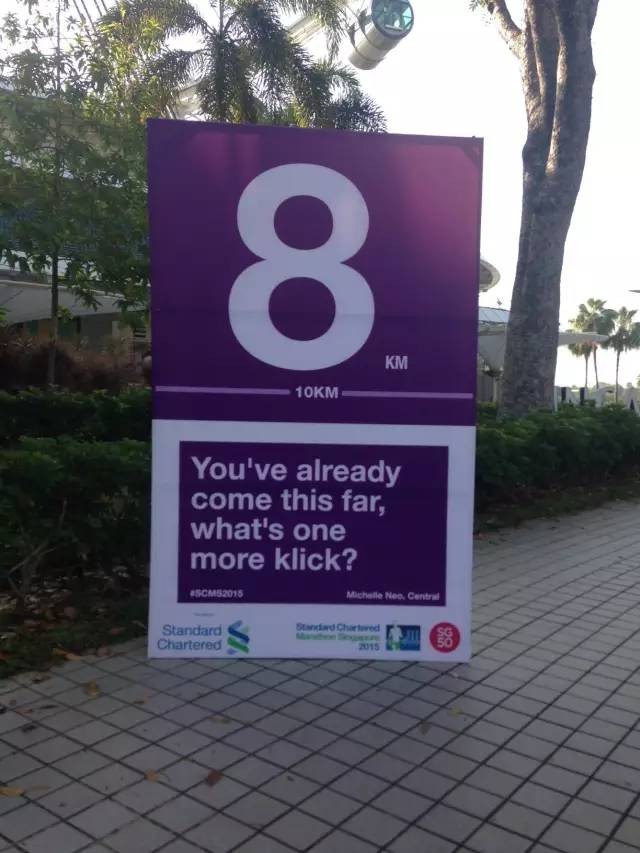 8
KM
10KM
You've already
come this far,
what's one
more klick?
#SCMS2015
Michelle Neo, Central
Standard
Chartered
Standard Chartered
Marathon Singapore
2015
SG
50